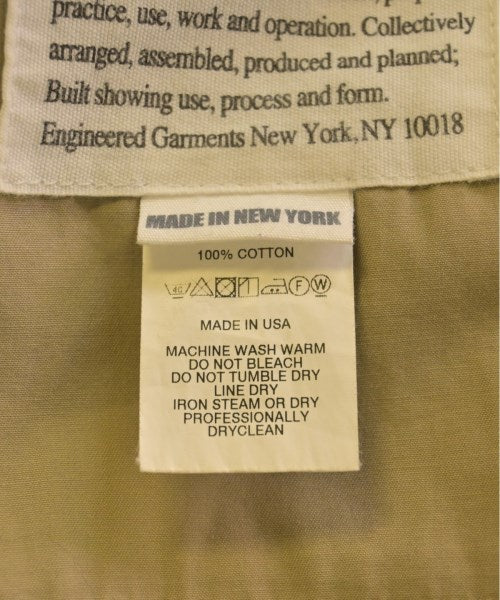 practice, use, work and operation. Collectively
arranged, assembled, produced and planned;
Built showing use, process and form.
Engineered Garments New York, NY 10018
MADE IN NEW YORK
100% COTTON
40 F W
MADE IN USA
MACHINE WASH WARM
DO NOT BLEACH
DO NOT TUMBLE DRY
LINE DRY
IRON STEAM OR DRY
PROFESSIONALLY
DRYCLEAN